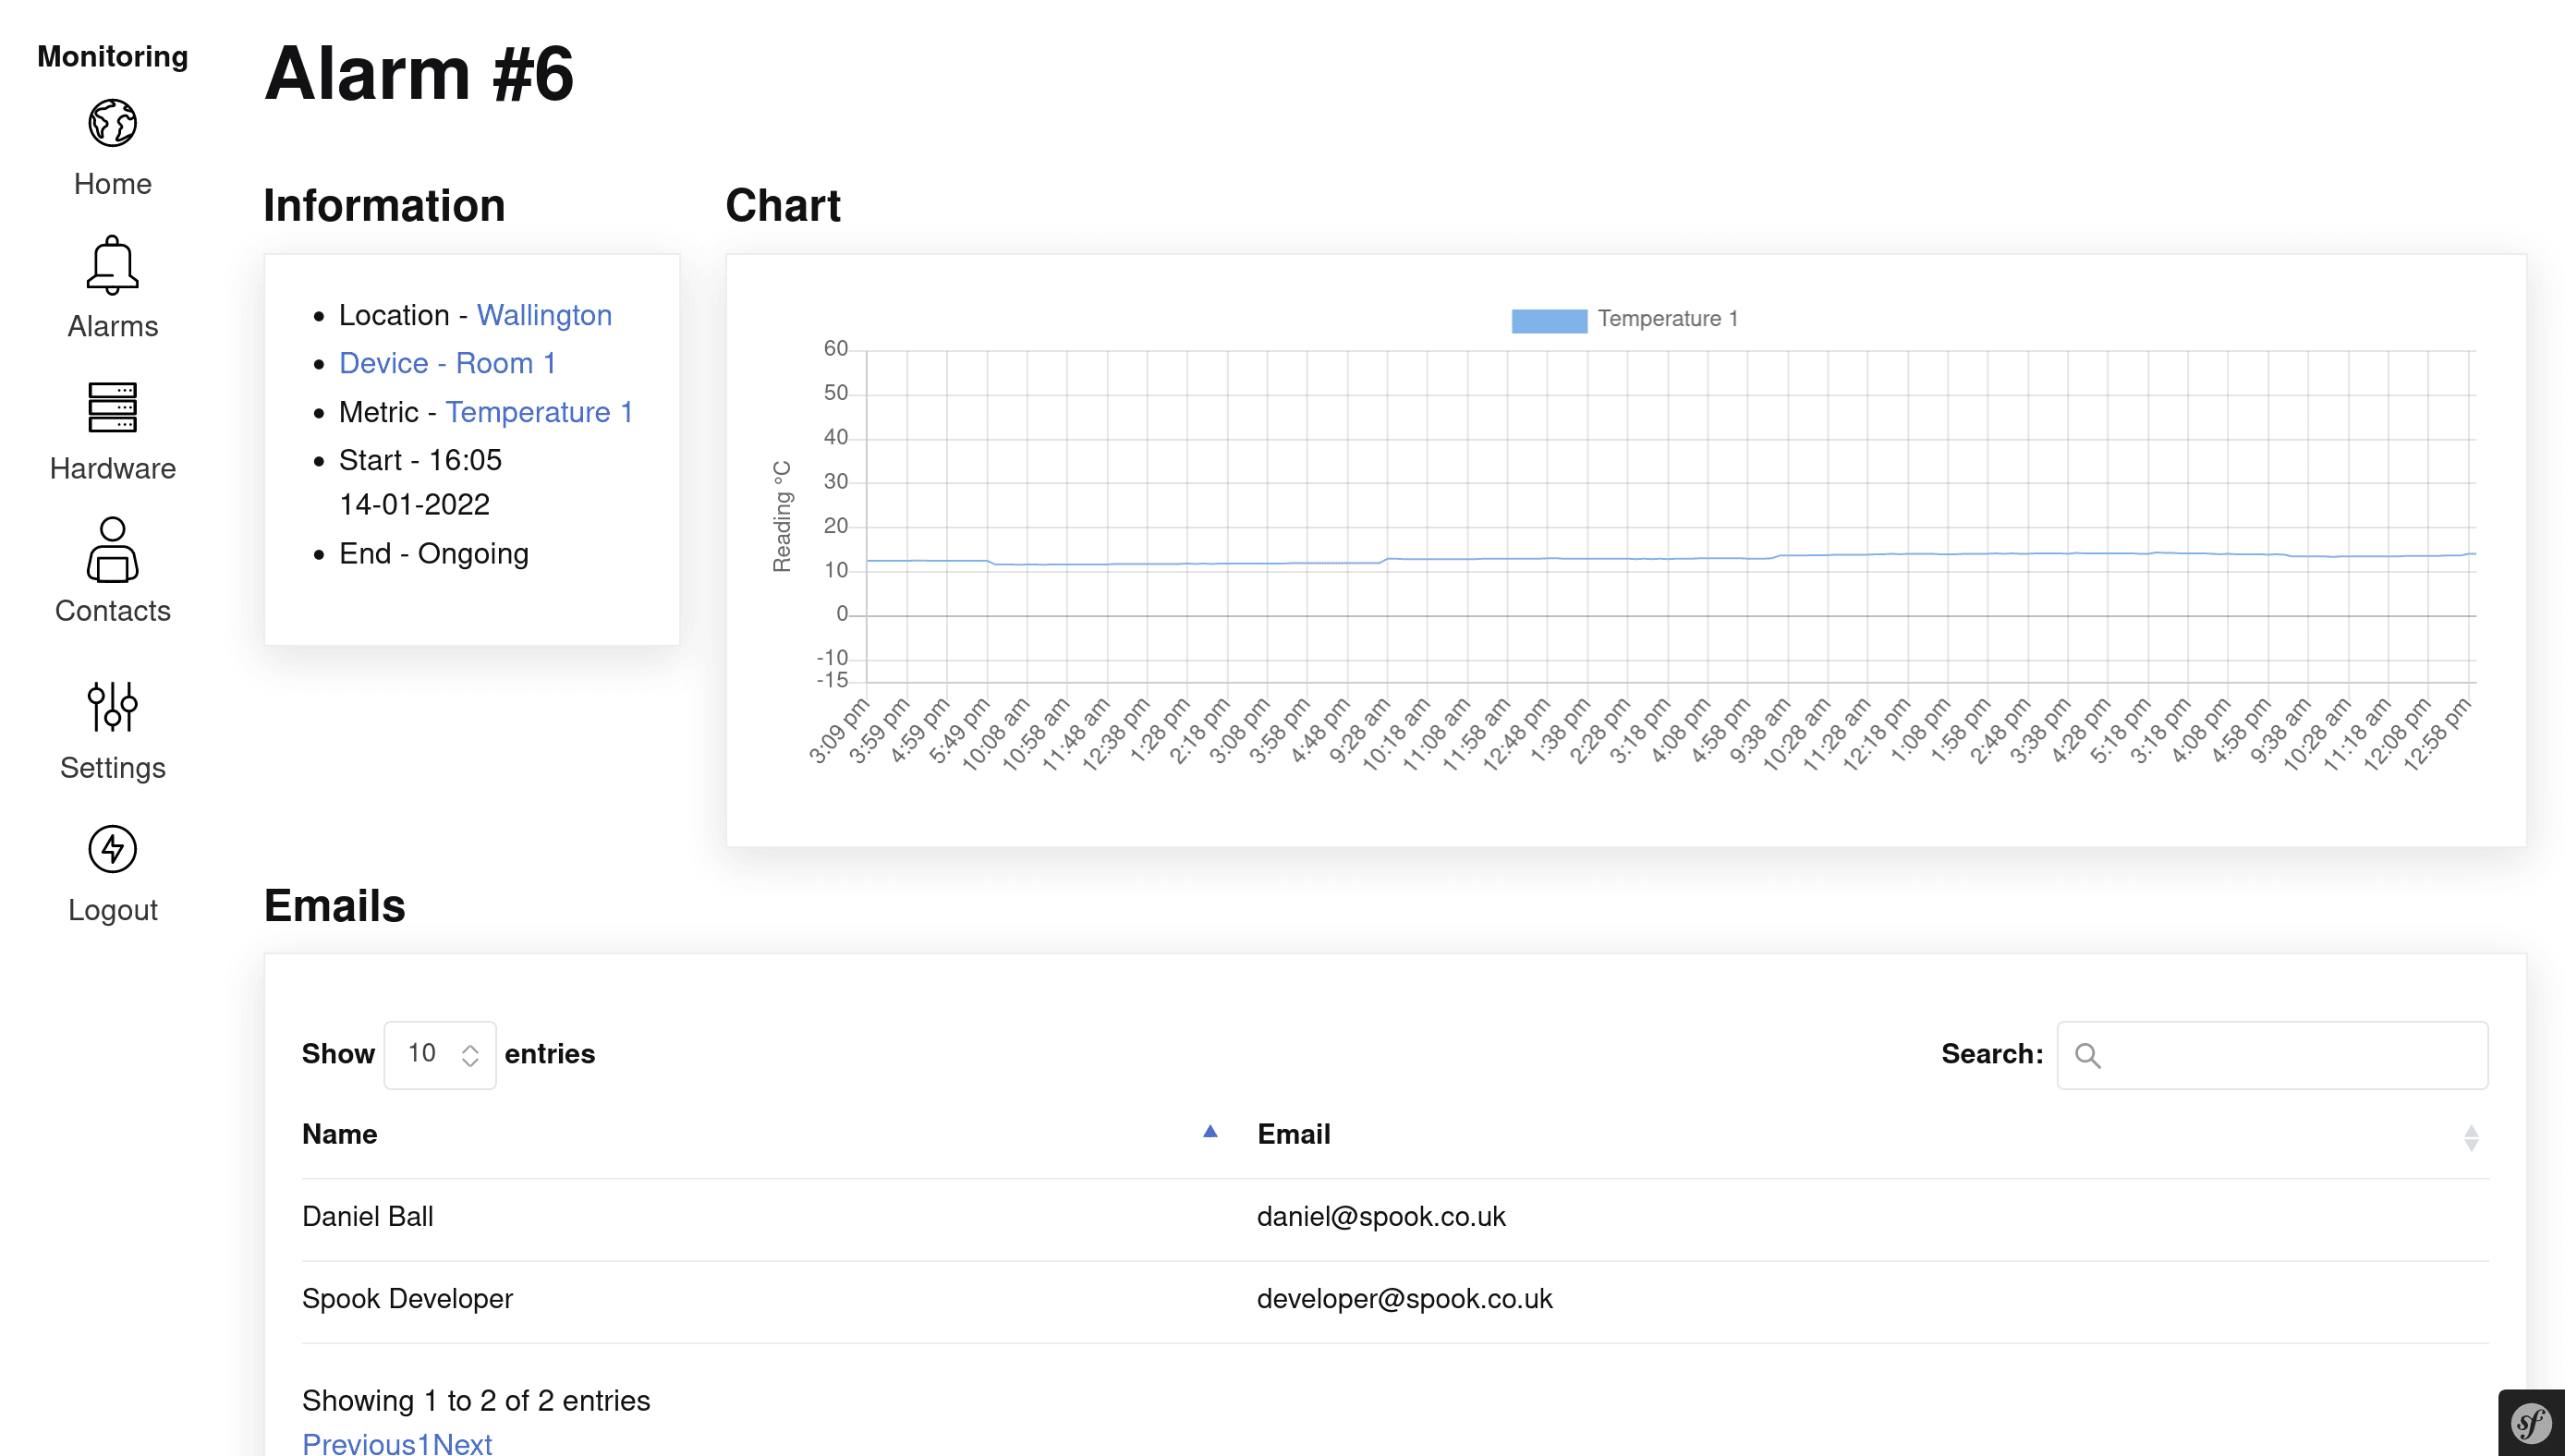 Monitoring
Home
Alarms
Hardware
Contacts
Settings
Logout
Alarm #6
Information
Location - Wallington
Device - Room 1
Metric - Temperature 1
Start - 16:05
14-01-2022
End - Ongoing
Chart
Temperature 1
Reading °C
60
50
40
30
20
10
0
-10
-15
3:09 pm
3:59 pm
4:59 pm
5:49 pm
10:08 am
10:58 am
11:48 am
12:38 pm
1:28 pm
2:18 pm
3:08 pm
3:58 pm
4:48 pm
9:28 am
10:18 am
11:08 am
11:58 am
12:48 pm
1:38 pm
2:28 pm
3:18 pm
4:08 pm
4:58 pm
9:38 am
10:28 am
11:28 am
12:18 pm
1:08 pm
1:58 pm
2:48 pm
3:38 pm
4:28 pm
5:18 pm
3:18 pm
4:08 pm
4:58 pm
9:38 am
10:28 am
11:18 am
12:08 pm
12:58 pm
Emails
Show 10 entries
Search:
Name Email
Daniel Ball daniel@spook.co.uk
Spook Developer developer@spook.co.uk
Showing 1 to 2 of 2 entries
Previous1Next
sf